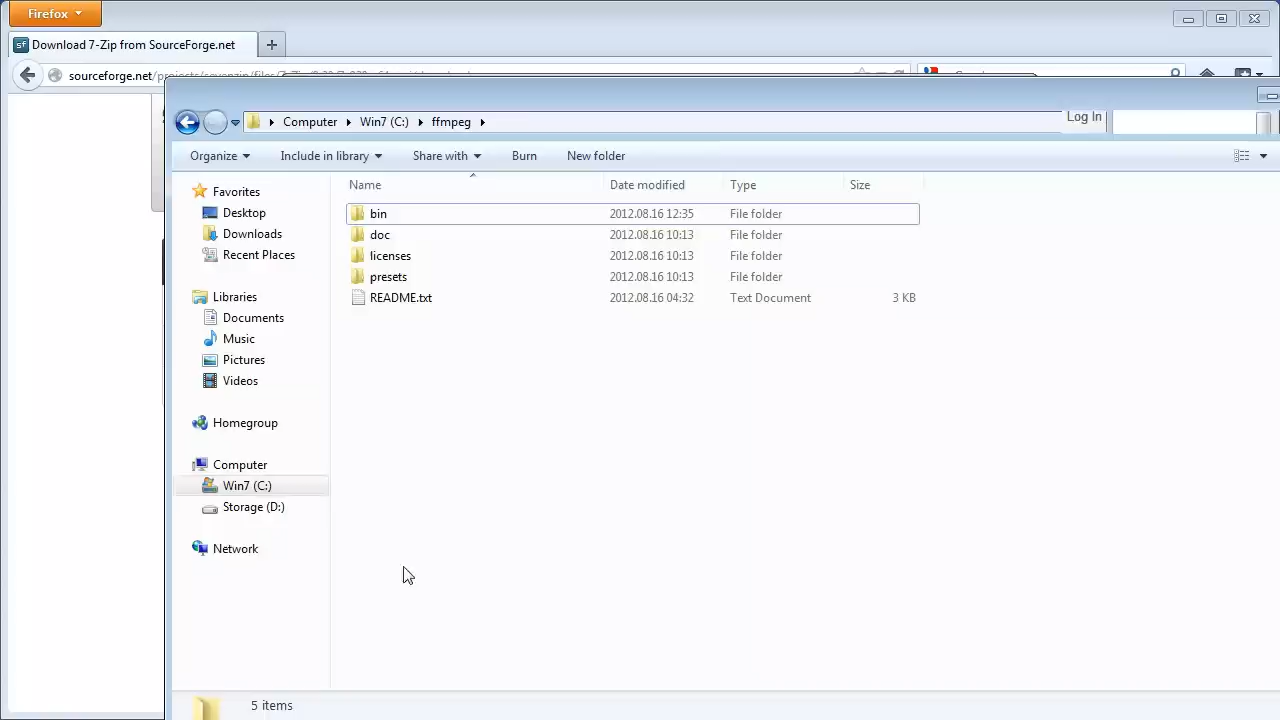 Firefox
Download 7-Zip from SourceForge.net
sourceforge.net
Computer Win7 (C:) ffmpeg
Log In
Organize Include in library Share with Burn New folder
Name Date modified Type Size
Favorites
Desktop
Downloads
Recent Places
Libraries
Documents
Music
Pictures
Videos
Homegroup
Computer
Win7 (C:)
Storage (D:)
Network
bin 2012.08.16 12:35 File folder
doc 2012.08.16 10:13 File folder
licenses 2012.08.16 10:13 File folder
presets 2012.08.16 10:13 File folder
README.txt 2012.08.16 04:32 Text Document 3 KB
5 items